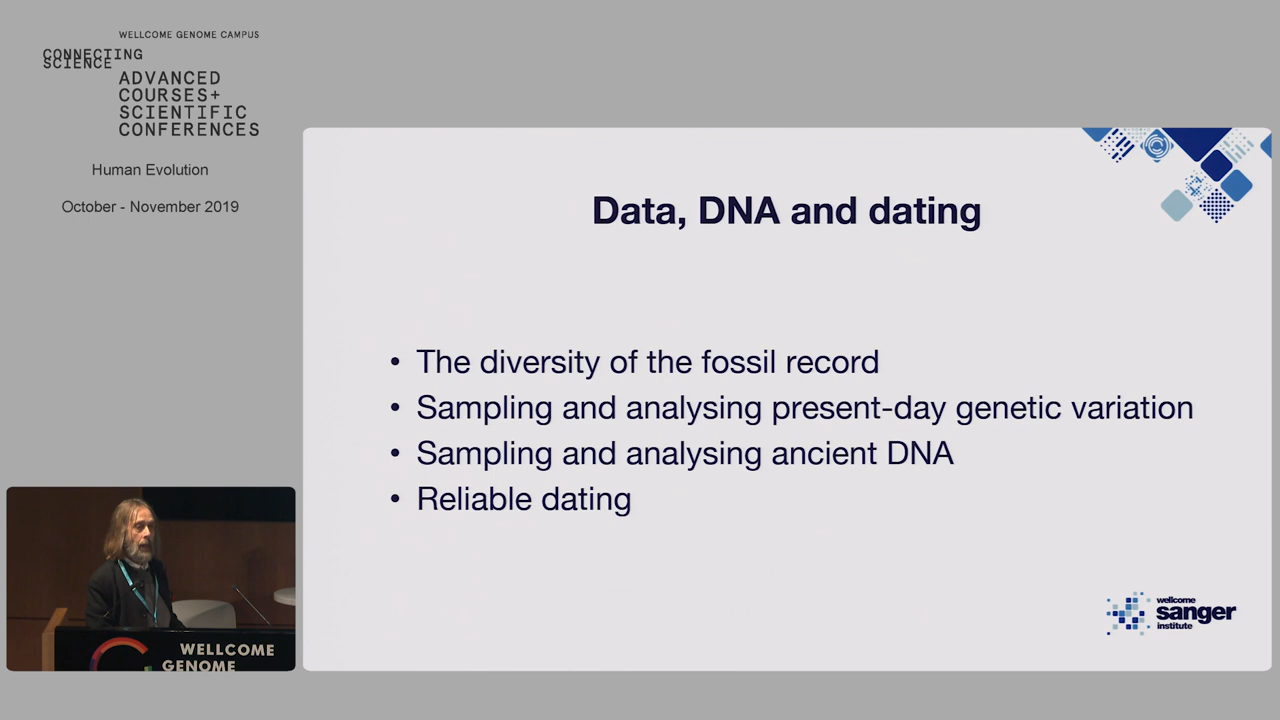 WELLCOME GENOME CAMPUS
CONNECTING
SCIENCE
ADVANCED
COURSES+
SCIENTIFIC
CONFERENCES
Human Evolution
October - November 2019
Data, DNA and dating
• The diversity of the fossil record
• Sampling and analysing present-day genetic variation
• Sampling and analysing ancient DNA
• Reliable dating
wellcome
sanger
institute
WELLCOME
GENOME